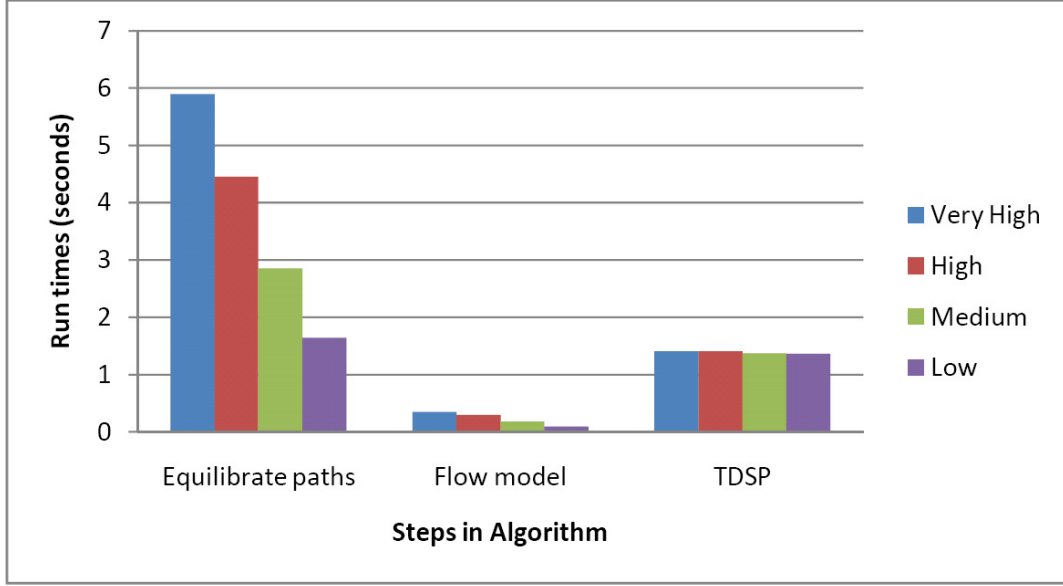 7
6
5
4
3
2
1
0
Run times (seconds)
Equilibrate paths
Flow model
TDSP
Steps in Algorithm
Very High
High
Medium
Low